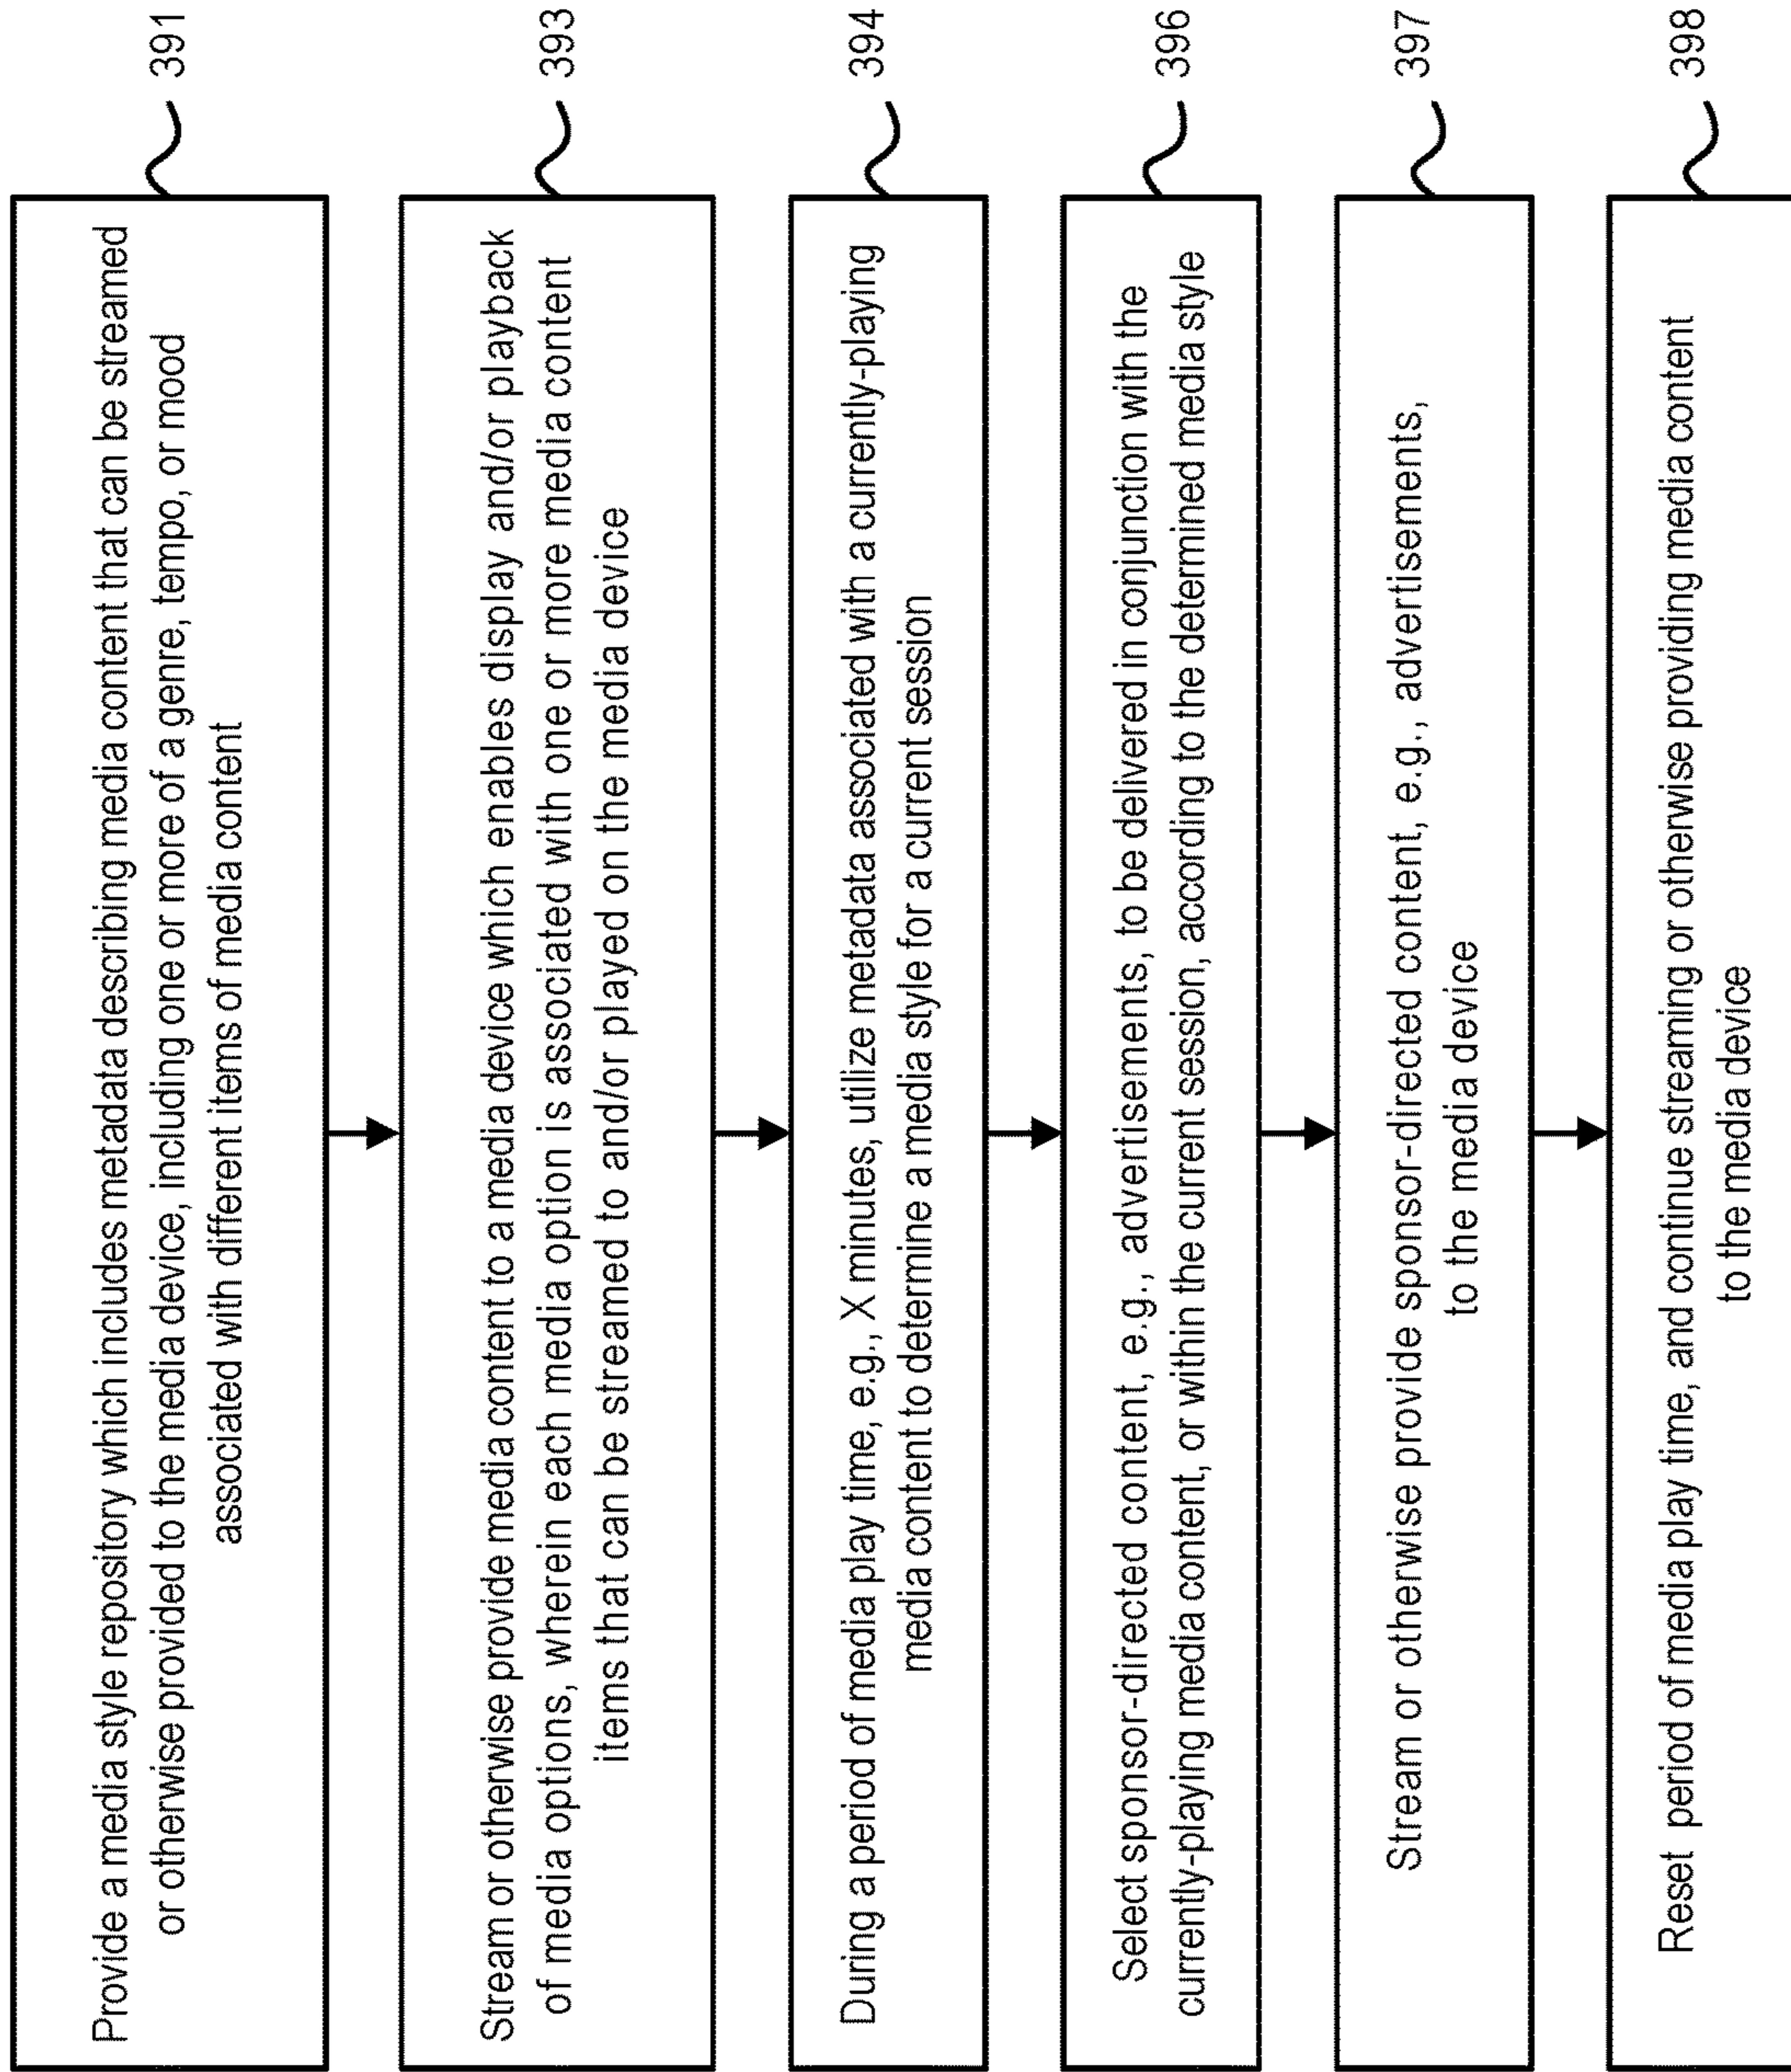 Provide a media style repository which includes metadata describing media content that can be streamed
or otherwise provided to the media device, including one or more of a genre, tempo, or mood
associated with different items of media content
391
Stream or otherwise provide media content to a media device which enables display and/or playback
of media options, wherein each media option is associated with one or more media content
items that can be streamed to and/or played on the media device
393
During a period of media play time, e.g., X minutes, utilize metadata associated with a currently-playing
media content to determine a media style for a current session
394
Select sponsor-directed content, e.g., advertisements, to be delivered in conjunction with the
currently-playing media content, or within the current session, according to the determined media style
396
Stream or otherwise provide sponsor-directed content, e.g., advertisements,
to the media device
397
Reset period of media play time, and continue streaming or otherwise providing media content
to the media device
398